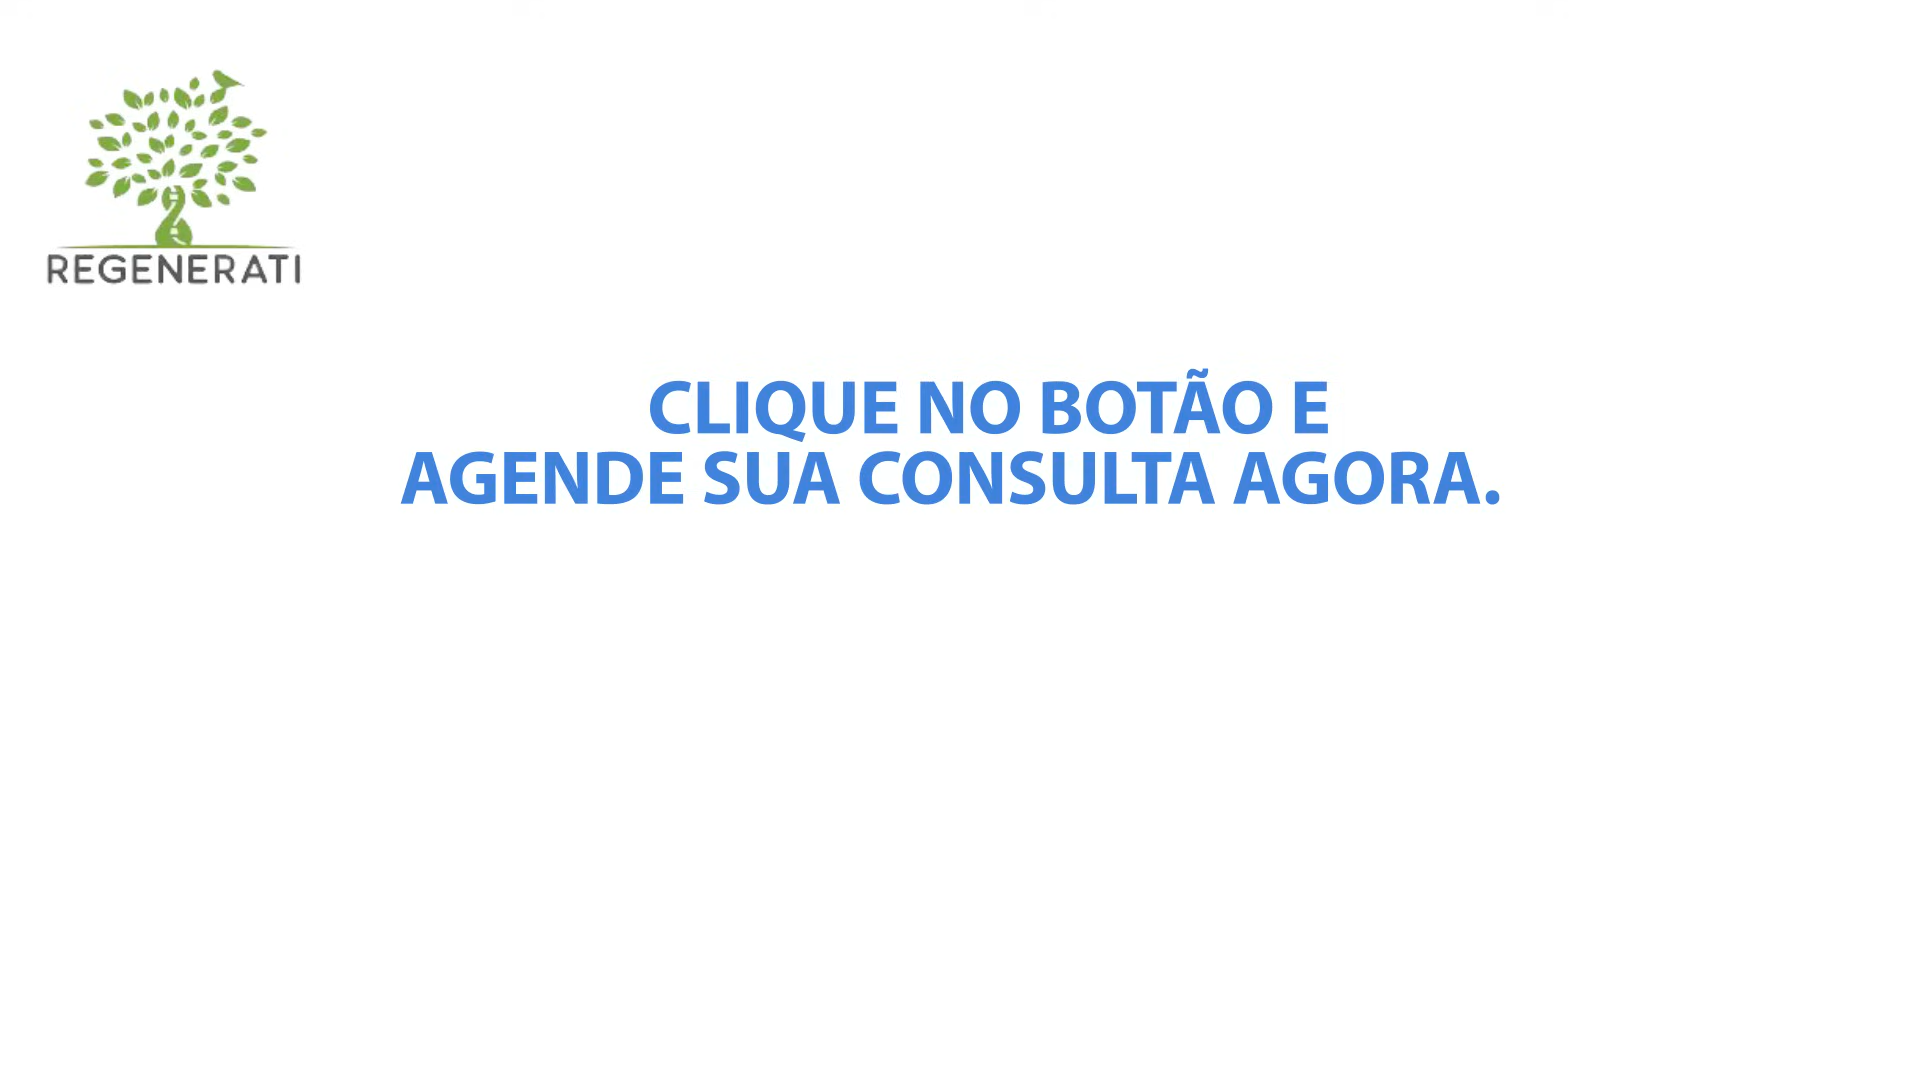 REGENERATI
CLIQUE NO BOTÃO E
AGENDE SUA CONSULTA AGORA.